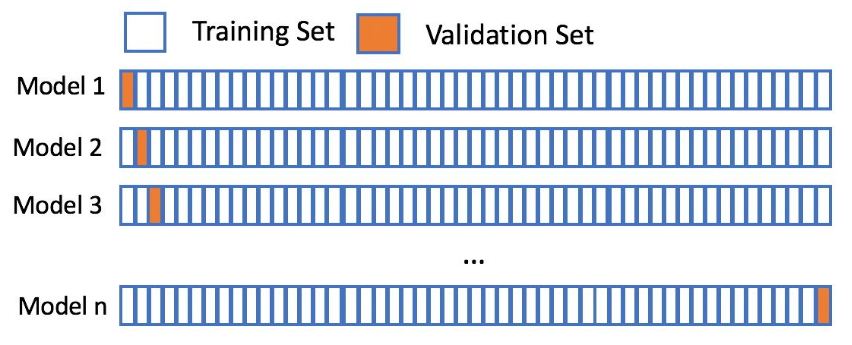 Training Set Validation Set
Model 1
Model 2
Model 3
...
Model n